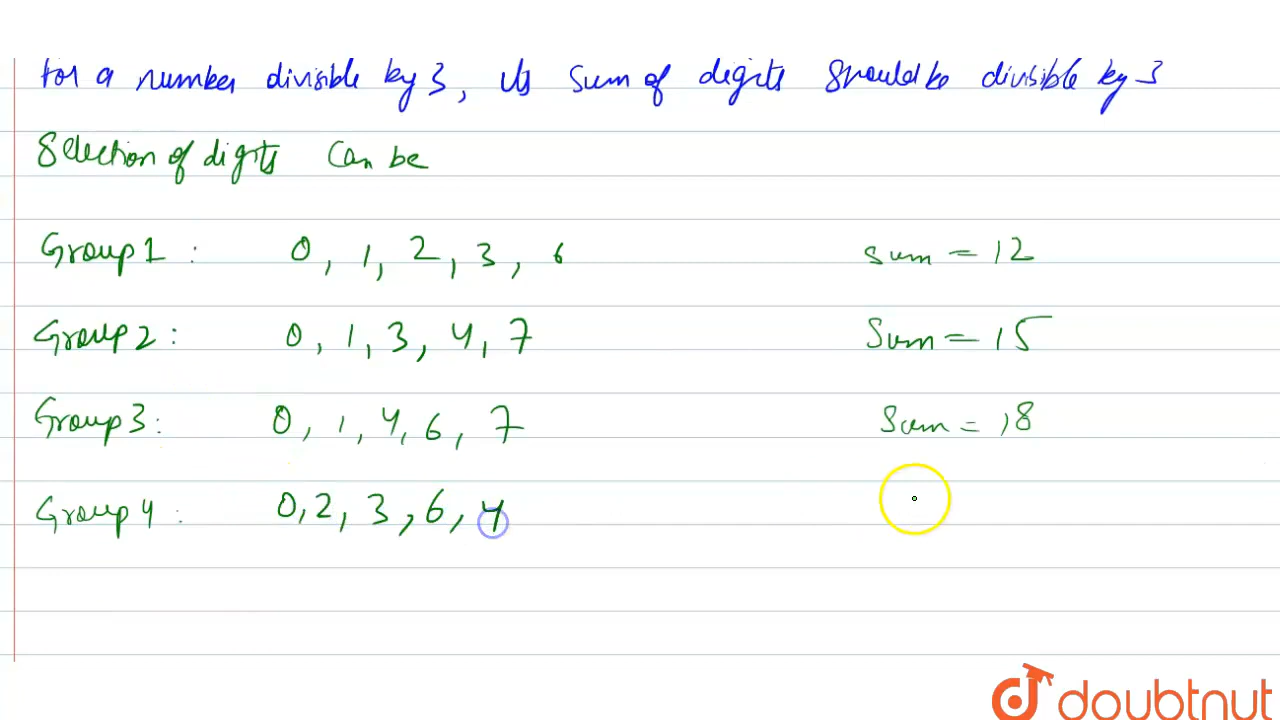 for a number divisible by 3, its sum of digits should be divisible by 3
Selection of digits can be
Group 1 : 0, 1, 2, 3, 6 sum = 12
Group 2 : 0, 1, 3, 4, 7 Sum = 15
Group 3 : 0, 1, 4, 6, 7 Sum = 18
Group 4 : 0, 2, 3, 6, 4
doubtnut